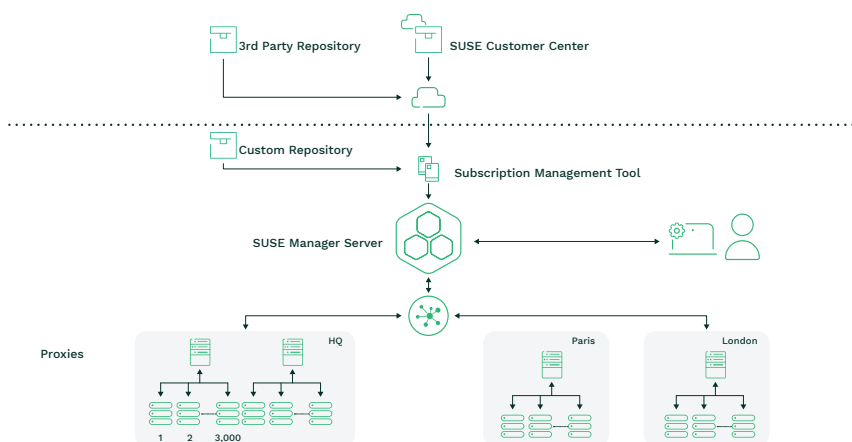 3rd Party Repository
SUSE Customer Center
Custom Repository
Subscription Management Tool
SUSE Manager Server
Proxies
HQ
Paris
London
1 2 3,000